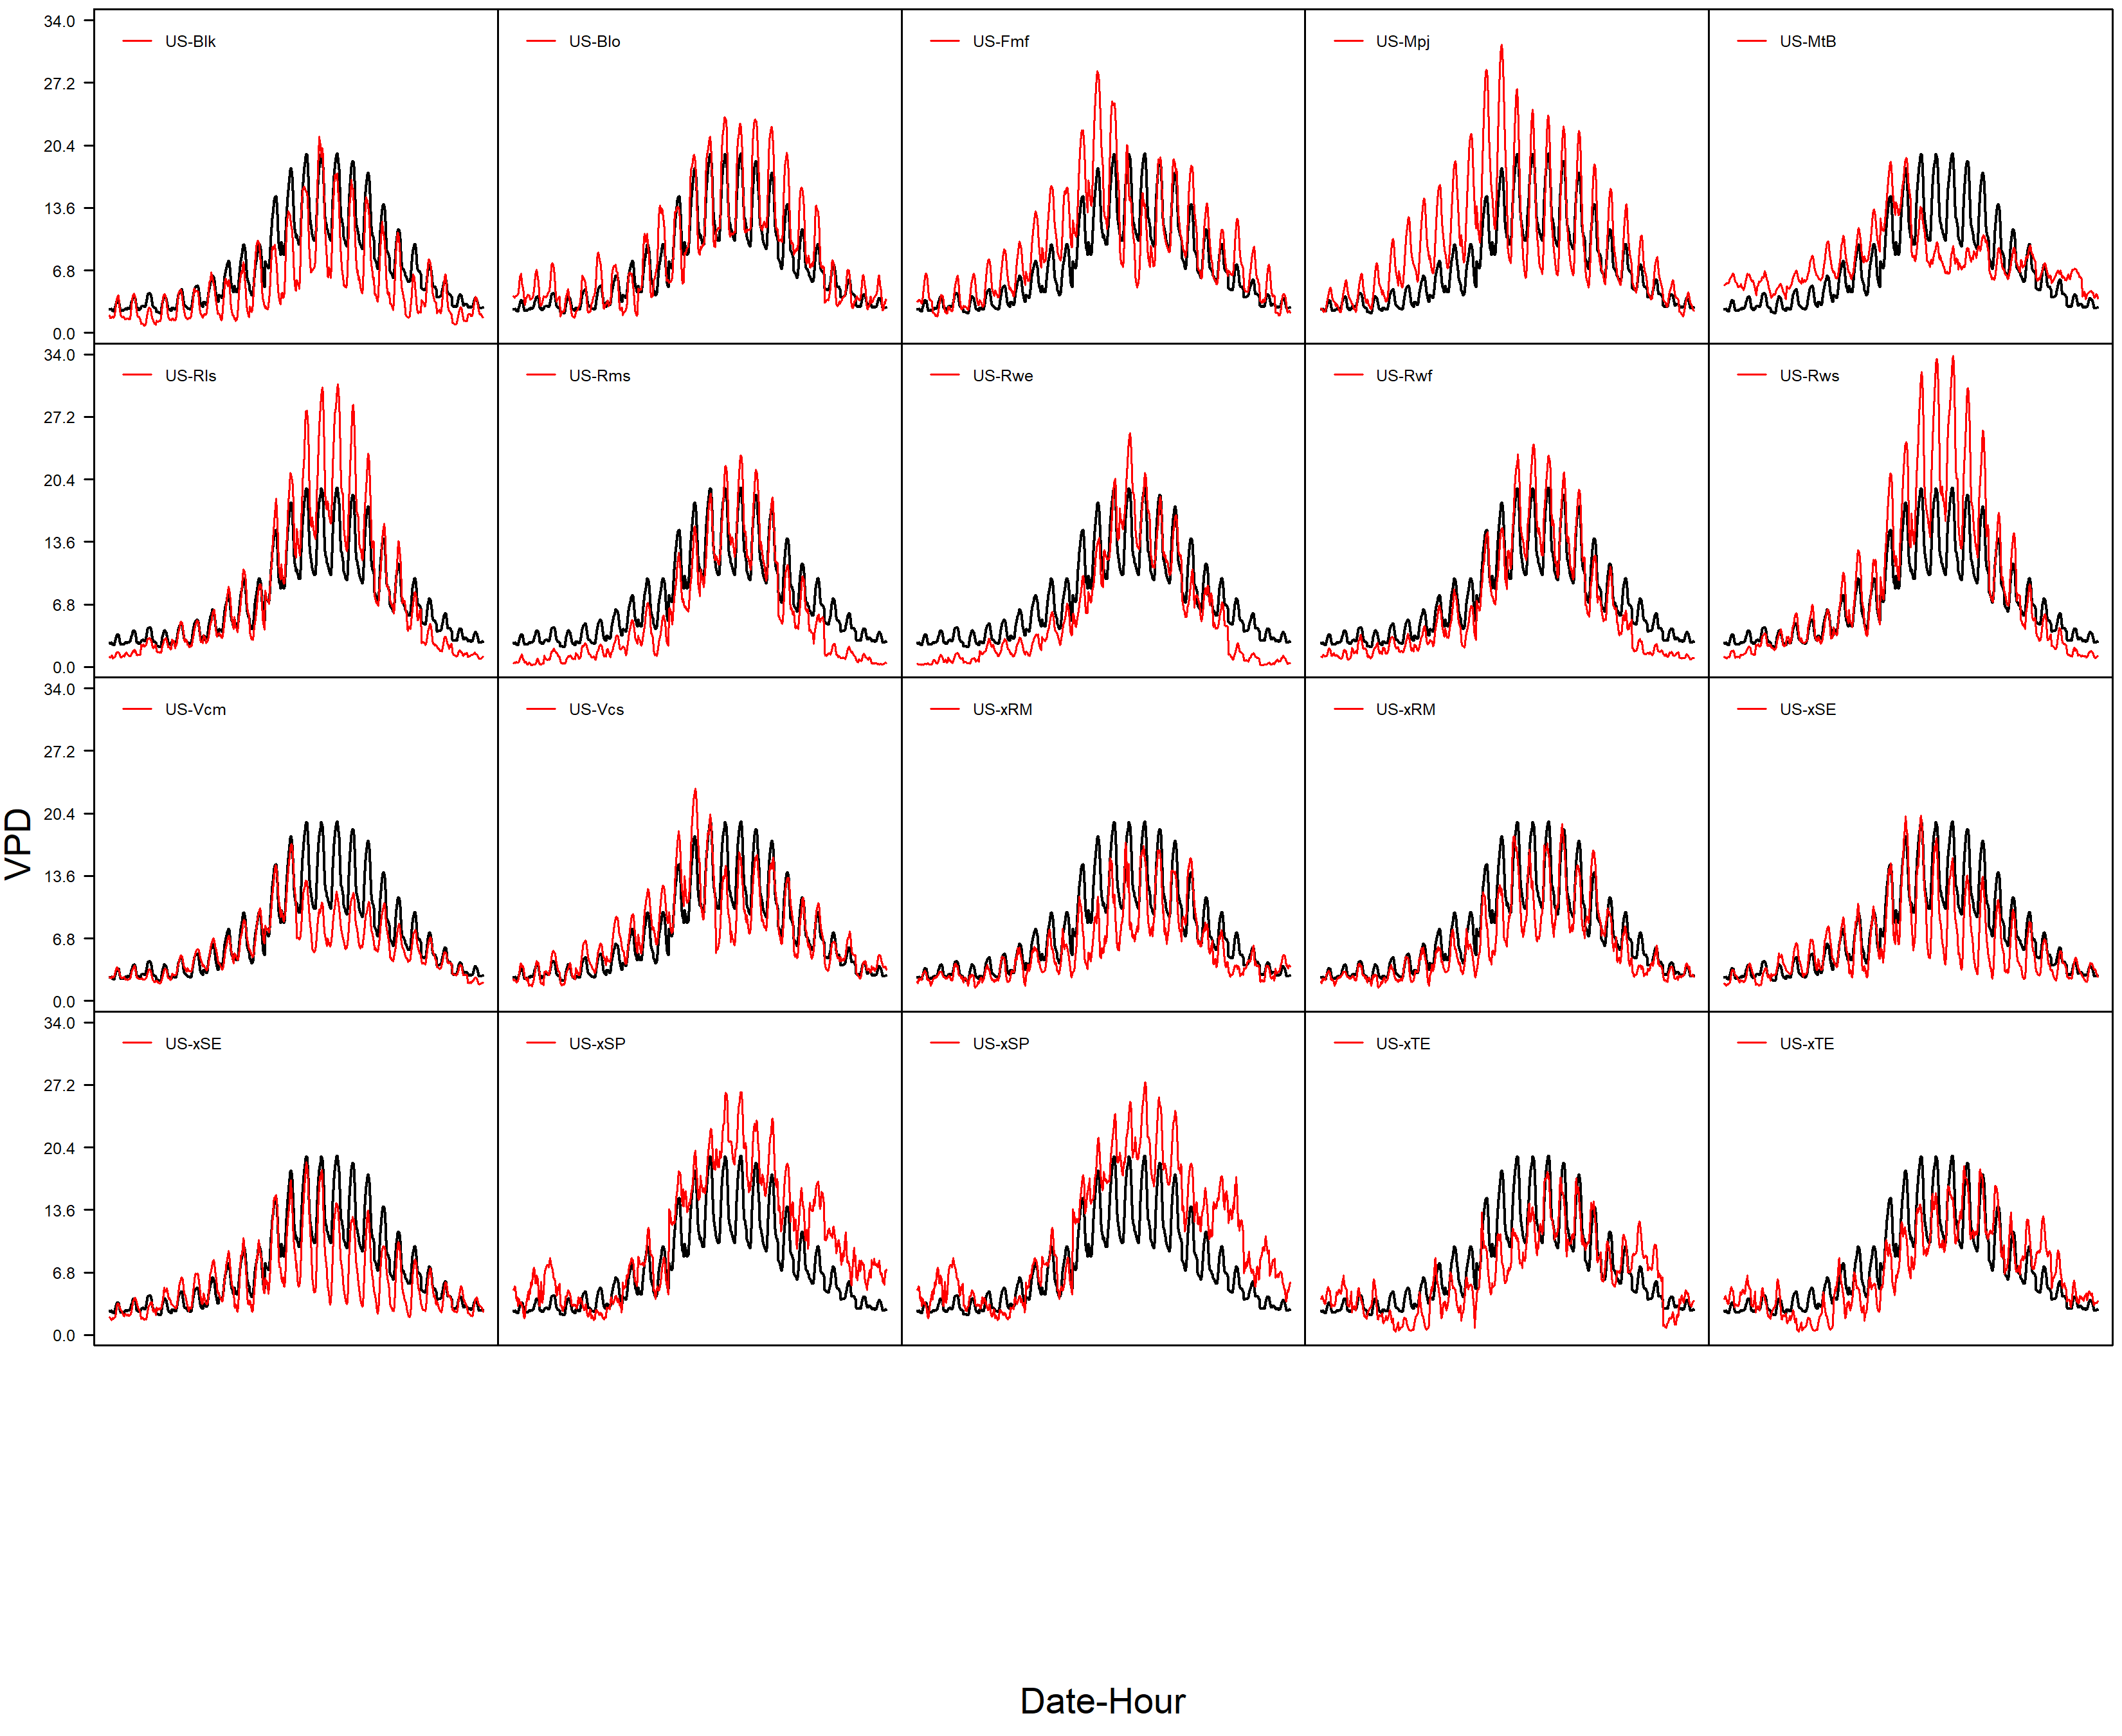 34.0
27.2
20.4
13.6
6.8
0.0
US-Blk
US-Blo
US-Fmf
US-Mpj
US-MtB
34.0
27.2
20.4
13.6
6.8
0.0
US-Rls
US-Rms
US-Rwe
US-Rwf
US-Rws
34.0
27.2
20.4
13.6
6.8
0.0
US-Vcm
US-Vcs
US-xRM
US-xRM
US-xSE
34.0
27.2
20.4
13.6
6.8
0.0
US-xSE
US-xSP
US-xSP
US-xTE
US-xTE
VPD
Date-Hour